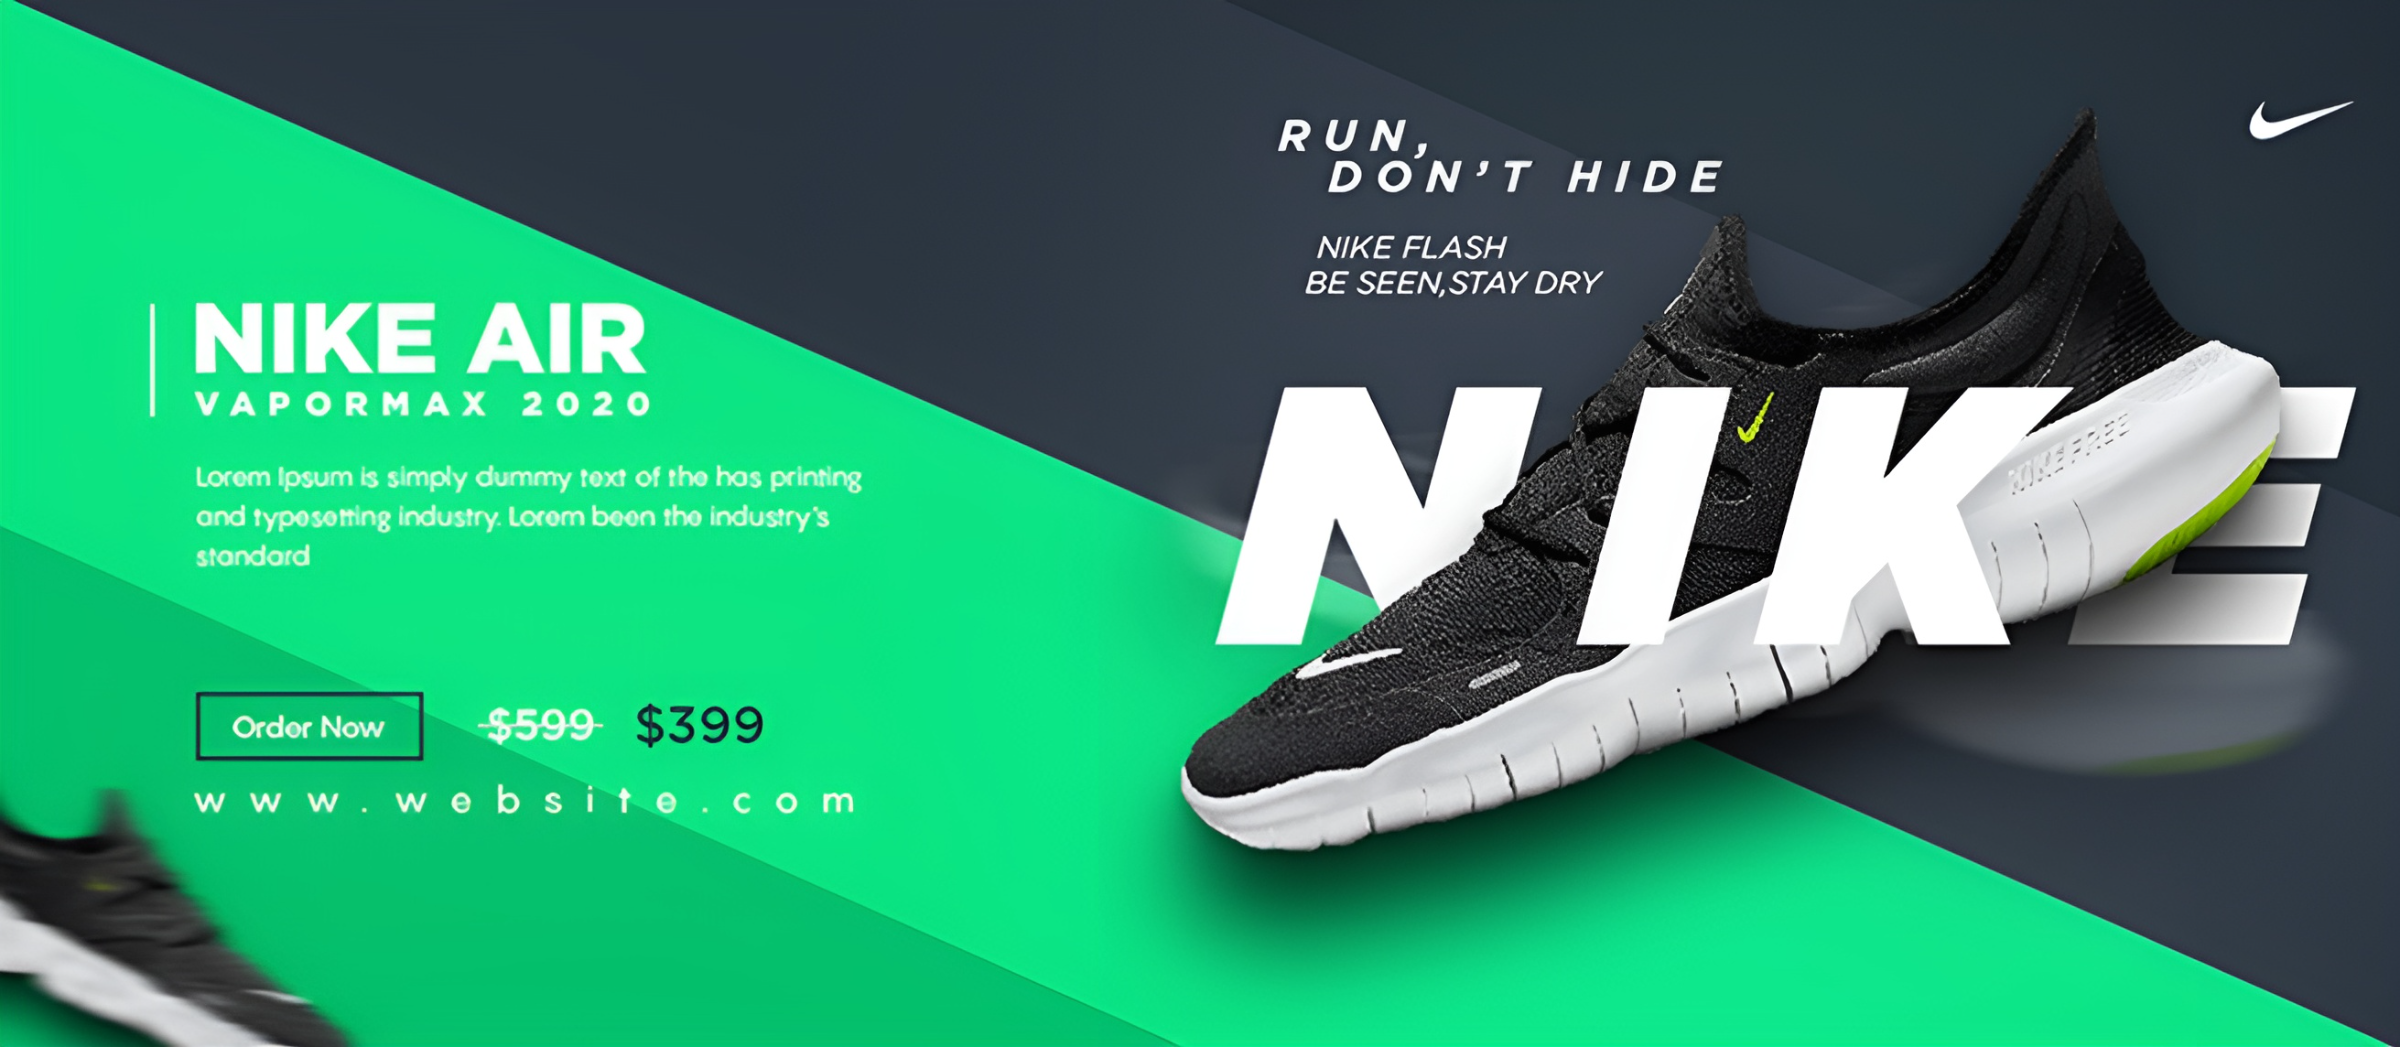 RUN,
DON'T HIDE
NIKE FLASH
BE SEEN,STAY DRY
NIKE
NIKE FREE
NIKE AIR
VAPORMAX 2020
Lorem Ipsum is simply dummy text of the has printing
and typesetting industry. Lorem been the industry's
standard
Order Now $599 $399
www.website.com